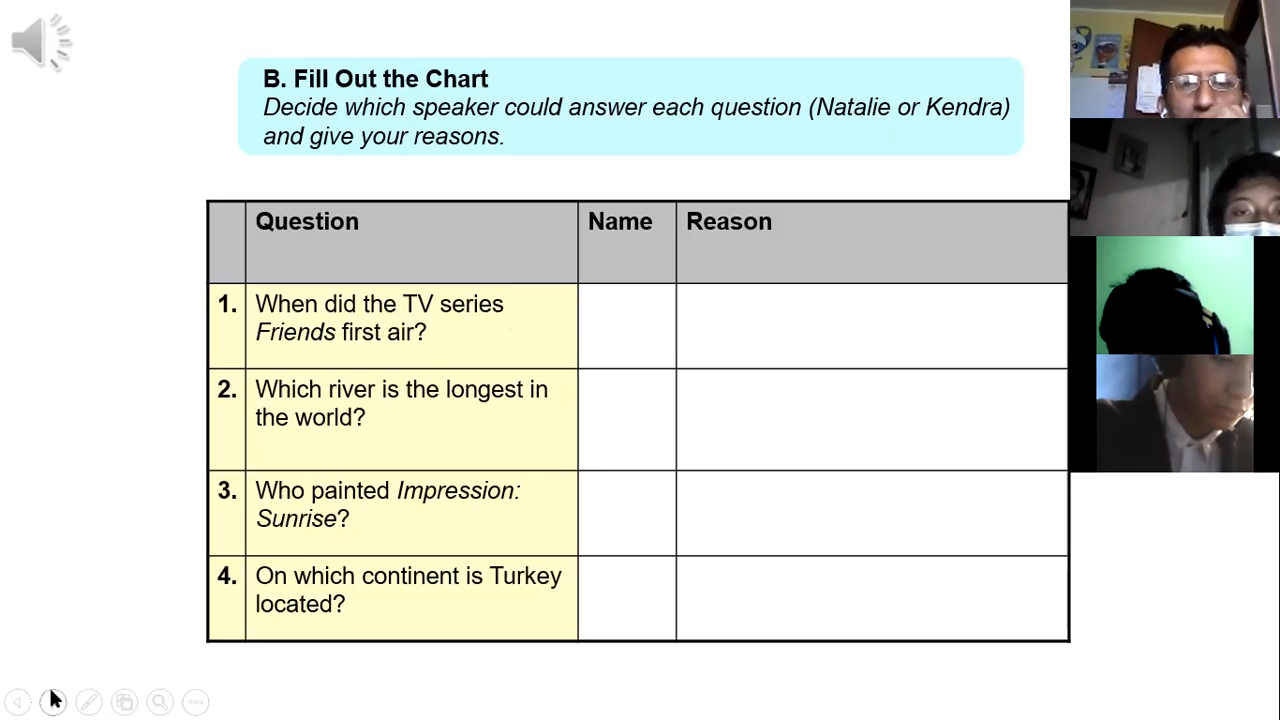 B. Fill Out the Chart
Decide which speaker could answer each question (Natalie or Kendra)
and give your reasons.
Question Name Reason
1. When did the TV series
Friends first air?
2. Which river is the longest in
the world?
3. Who painted Impression:
Sunrise?
4. On which continent is Turkey
located?